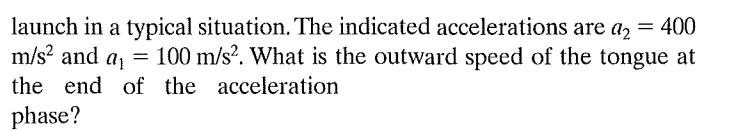 launch in a typical situation. The indicated accelerations are a₂ = 400
m/s² and a₁ = 100 m/s². What is the outward speed of the tongue at
the end of the acceleration
phase?